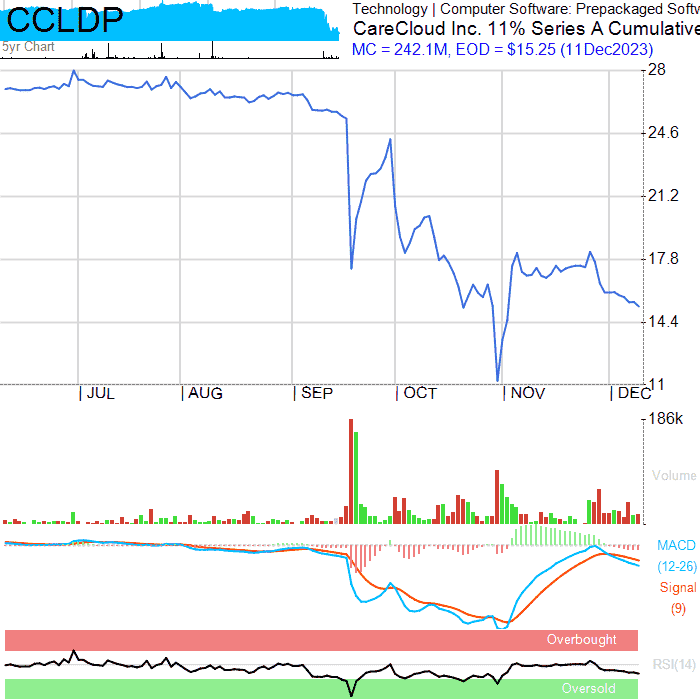 CCLDP
5yr Chart
Technology | Computer Software: Prepackaged Softw
CareCloud Inc. 11% Series A Cumulative
MC = 242.1M, EOD = $15.25 (11Dec2023)
28
24.6
21.2
17.8
14.4
11
JUL AUG SEP OCT NOV DEC
186k
Volume
MACD
(12-26)
Signal
(9)
Overbought
RSI(14)
Oversold